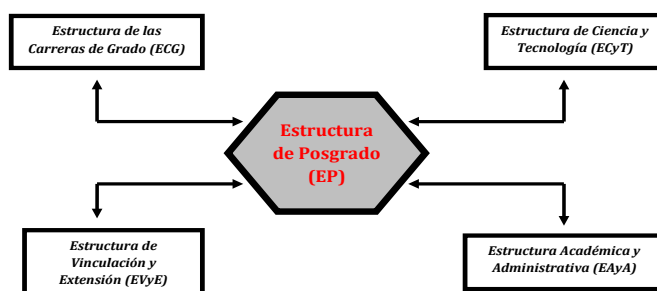 Estructura de las
Carreras de Grado (ECG)
Estructura de Ciencia y
Tecnología (ECyT)
Estructura
de Posgrado
(EP)
Estructura de
Vinculación y
Extensión (EVyE)
Estructura Académica y
Administrativa (EAyA)